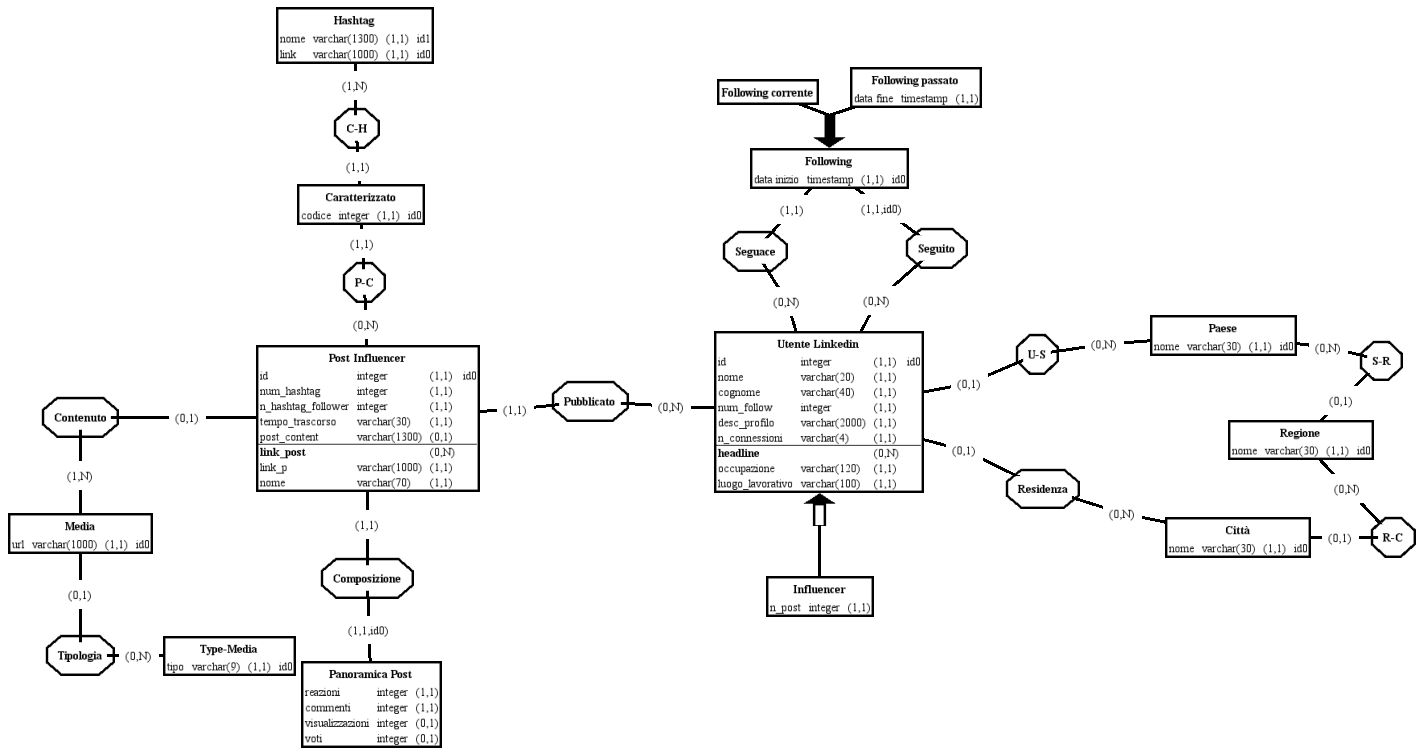 Hashtag
nome varchar(1300) (1,1) id1
link varchar(1000) (1,1) id0
(1,N)
C-H
(1,1)
Caratterizzato
codice integer (1,1) id0
(1,1)
P-C
(0,N)
Post Influencer
id integer (1,1) id0
num_hashtag integer (1,1)
n_hashtag_follower integer (1,1)
tempo_trascorso varchar(30) (1,1)
post_content varchar(1300) (0,1)
link_post (0,N)
link_p varchar(1000) (1,1)
nome varchar(70) (1,1)
(0,1)
Contenuto
(1,N)
Media
url varchar(1000) (1,1) id0
(0,1)
Tipologia
(0,N)
Type-Media
tipo varchar(9) (1,1) id0
(1,1)
Composizione
(1,1,id0)
Panoramica Post
reazioni integer (1,1)
commenti integer (1,1)
visualizzazioni integer (0,1)
voti integer (0,1)
(1,1)
Pubblicato
(0,N)
Following corrente
Following passato
data fine timestamp (1,1)
Following
data inizio timestamp (1,1) id0
(1,1)
(1,1,id0)
Seguace
Seguito
(0,N)
(0,N)
Utente Linkedin
id integer (1,1) id0
nome varchar(20) (1,1)
cognome varchar(40) (1,1)
num_follow integer (1,1)
desc_profilo varchar(2000) (1,1)
n_connessioni varchar(4) (1,1)
headline (0,N)
occupazione varchar(120) (1,1)
luogo_lavorativo varchar(100) (1,1)
Influencer
n_post integer (1,1)
(0,1)
U-S
(0,N)
Paese
nome varchar(30) (1,1) id0
(0,N)
S-R
(0,1)
Regione
nome varchar(30) (1,1) id0
(0,N)
R-C
(0,1)
Città
nome varchar(30) (1,1) id0
(0,N)
Residenza
(0,1)